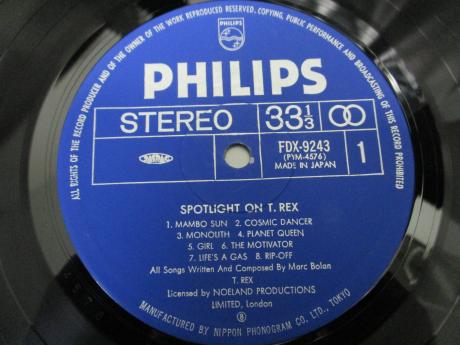 ALL RIGHTS OF THE RECORD PRODUCER AND OF THE OWNER OF THE WORK REPRODUCED RESERVED. COPYING, PUBLIC PERFORMANCE AND BROADCASTING OF THIS RECORD PROHIBITED.
PHILIPS
PHILIPS
STEREO
33 1/3
FDX-9243
(PYM-4576)
MADE IN JAPAN
1
SPOTLIGHT ON T. REX
1. MAMBO SUN 2. COSMIC DANCER
3. MONOLITH 4. PLANET QUEEN
5. GIRL 6. THE MOTIVATOR
7. LIFE'S A GAS 8. RIP-OFF
All Songs Written And Composed By Marc Bolan
T. REX
Licensed by NOELAND PRODUCTIONS
LIMITED, London
Ⓑ
MANUFACTURED BY NIPPON PHONOGRAM CO. LTD., TOKYO